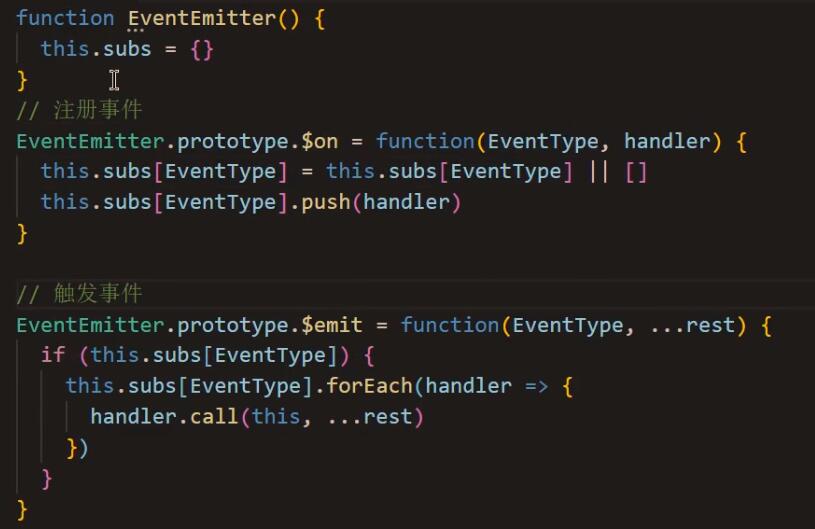 function EventEmitter() {
  this.subs = {}
}
// 注册事件
EventEmitter.prototype.$on = function(EventType, handler) {
  this.subs[EventType] = this.subs[EventType] || []
  this.subs[EventType].push(handler)
}
// 触发事件
EventEmitter.prototype.$emit = function(EventType, ...rest) {
  if (this.subs[EventType]) {
    this.subs[EventType].forEach(handler => {
      handler.call(this, ...rest)
    })
  }
}